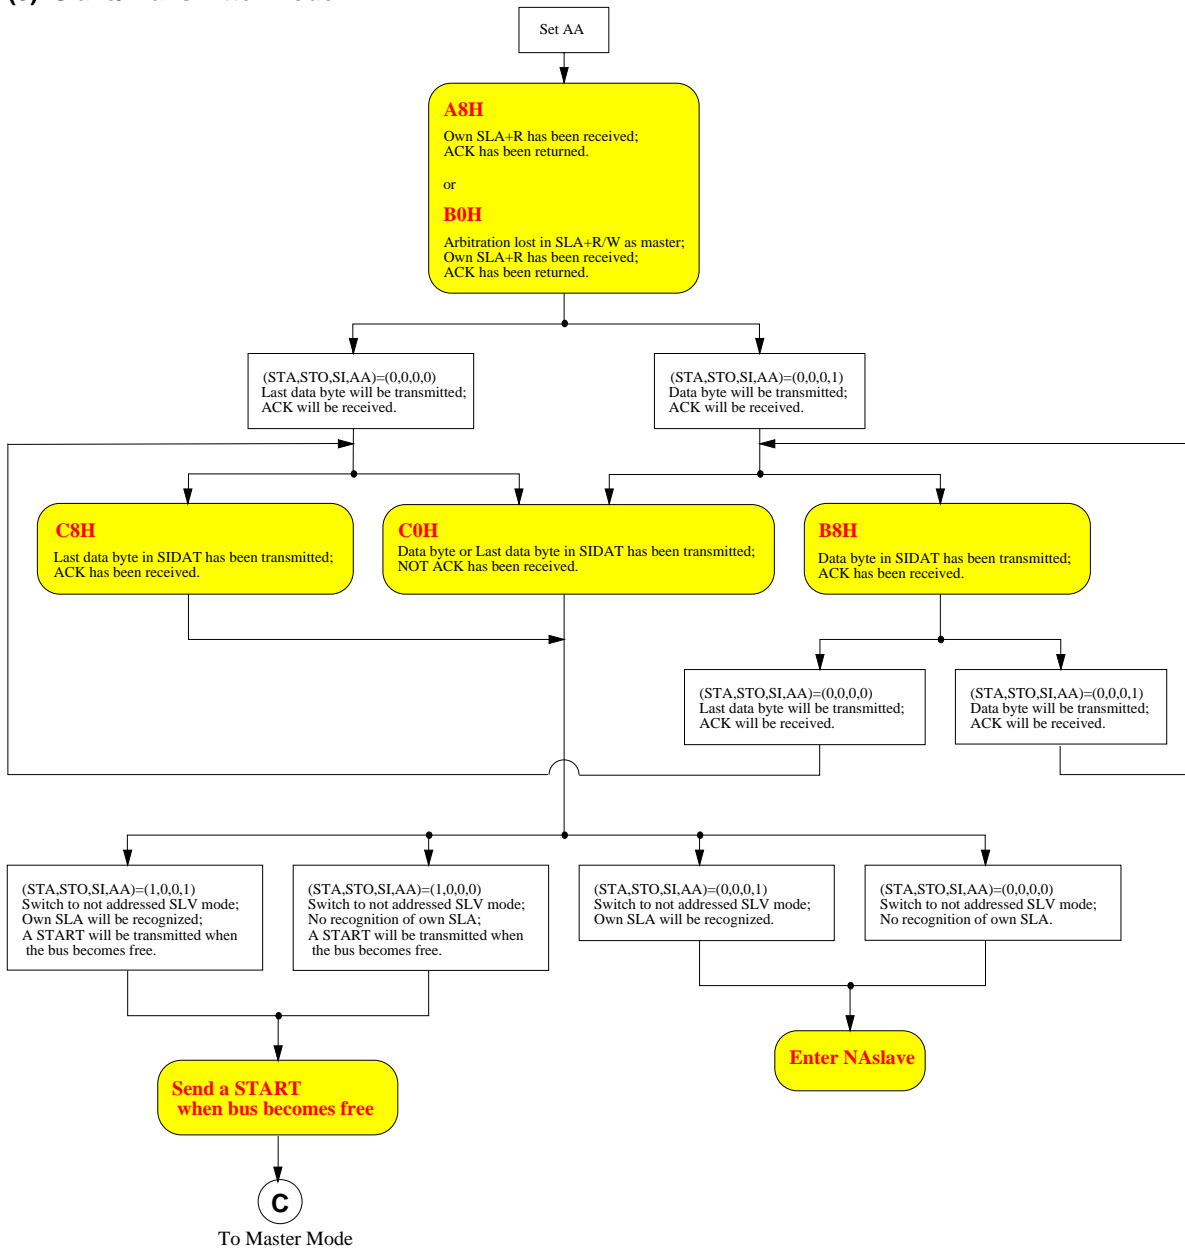 Set AA
A8H
Own SLA+R has been received;
ACK has been returned.
or
B0H
Arbitration lost in SLA+R/W as master;
Own SLA+R has been received;
ACK has been returned.
(STA,STO,SI,AA)=(0,0,0,0)
Last data byte will be transmitted;
ACK will be received.
(STA,STO,SI,AA)=(0,0,0,1)
Data byte will be transmitted;
ACK will be received.
C8H
Last data byte in SIDAT has been transmitted;
ACK has been received.
C0H
Data byte or Last data byte in SIDAT has been transmitted;
NOT ACK has been received.
B8H
Data byte in SIDAT has been transmitted;
ACK has been received.
(STA,STO,SI,AA)=(0,0,0,0)
Last data byte will be transmitted;
ACK will be received.
(STA,STO,SI,AA)=(0,0,0,1)
Data byte will be transmitted;
ACK will be received.
(STA,STO,SI,AA)=(1,0,0,1)
Switch to not addressed SLV mode;
Own SLA will be recognized;
A START will be transmitted when
the bus becomes free.
(STA,STO,SI,AA)=(1,0,0,0)
Switch to not addressed SLV mode;
No recognition of own SLA;
A START will be transmitted when
the bus becomes free.
(STA,STO,SI,AA)=(0,0,0,1)
Switch to not addressed SLV mode;
Own SLA will be recognized.
(STA,STO,SI,AA)=(0,0,0,0)
Switch to not addressed SLV mode;
No recognition of own SLA.
Enter NAslave
Send a START
when bus becomes free
C
To Master Mode